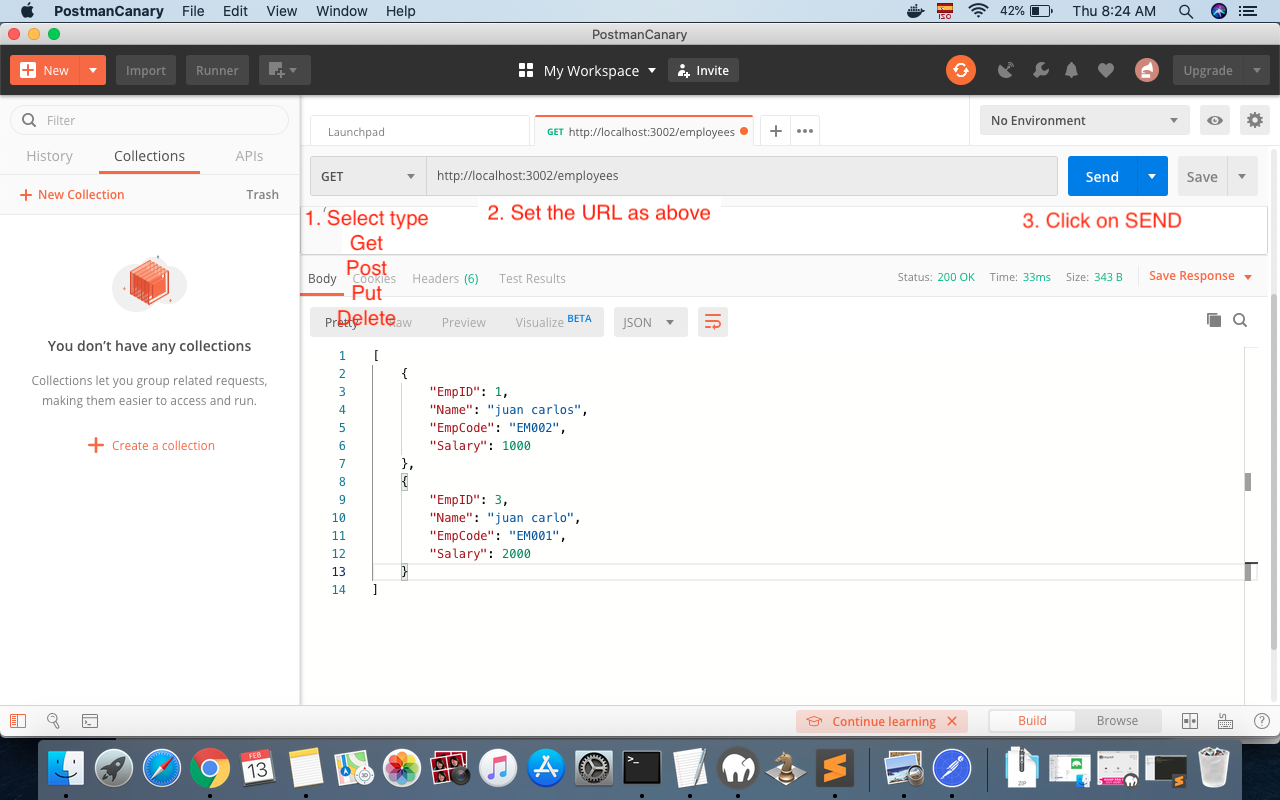 PostmanCanary File Edit View Window Help ISO 42% Thu 8:24 AM
PostmanCanary
New Import Runner My Workspace Invite Upgrade
Filter
History Collections APIs
+ New Collection Trash
You don’t have any collections
Collections let you group related requests,
making them easier to access and run.
+ Create a collection
Launchpad GET http://localhost:3002/employees + ••• No Environment
GET http://localhost:3002/employees Send Save
1. Select type 2. Set the URL as above 3. Click on SEND
Get
Post
Put
Delete
Body Cookies Headers (6) Test Results Status: 200 OK Time: 33ms Size: 343 B Save Response
Pretty Raw Preview Visualize BETA JSON
1 [
2 {
3 "EmpID": 1,
4 "Name": "juan carlos",
5 "EmpCode": "EM002",
6 "Salary": 1000
7 },
8 {
9 "EmpID": 3,
10 "Name": "juan carlo",
11 "EmpCode": "EM001",
12 "Salary": 2000
13 }
14 ]
Continue learning Build Browse ?
FEB
13
3D
ZIP